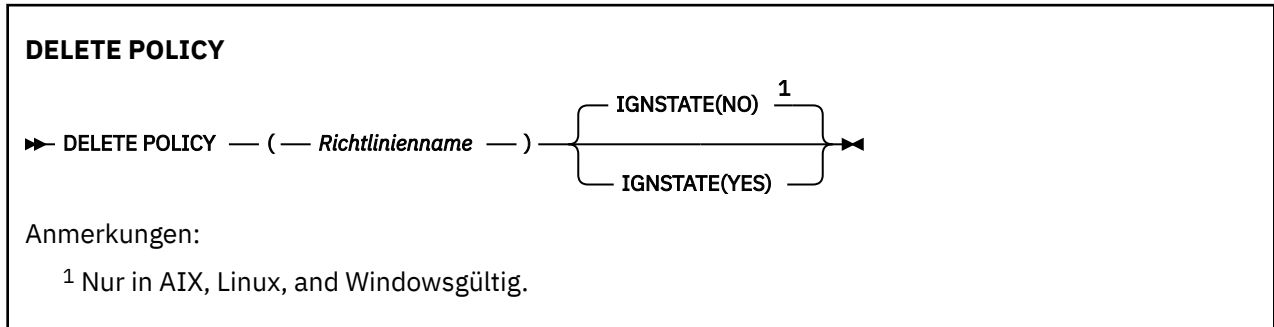 DELETE POLICY
IGNSTATE(NO) 1
DELETE POLICY ( Richtlinienname )
IGNSTATE(YES)
Anmerkungen:
1 Nur in AIX, Linux, and Windowsgültig.